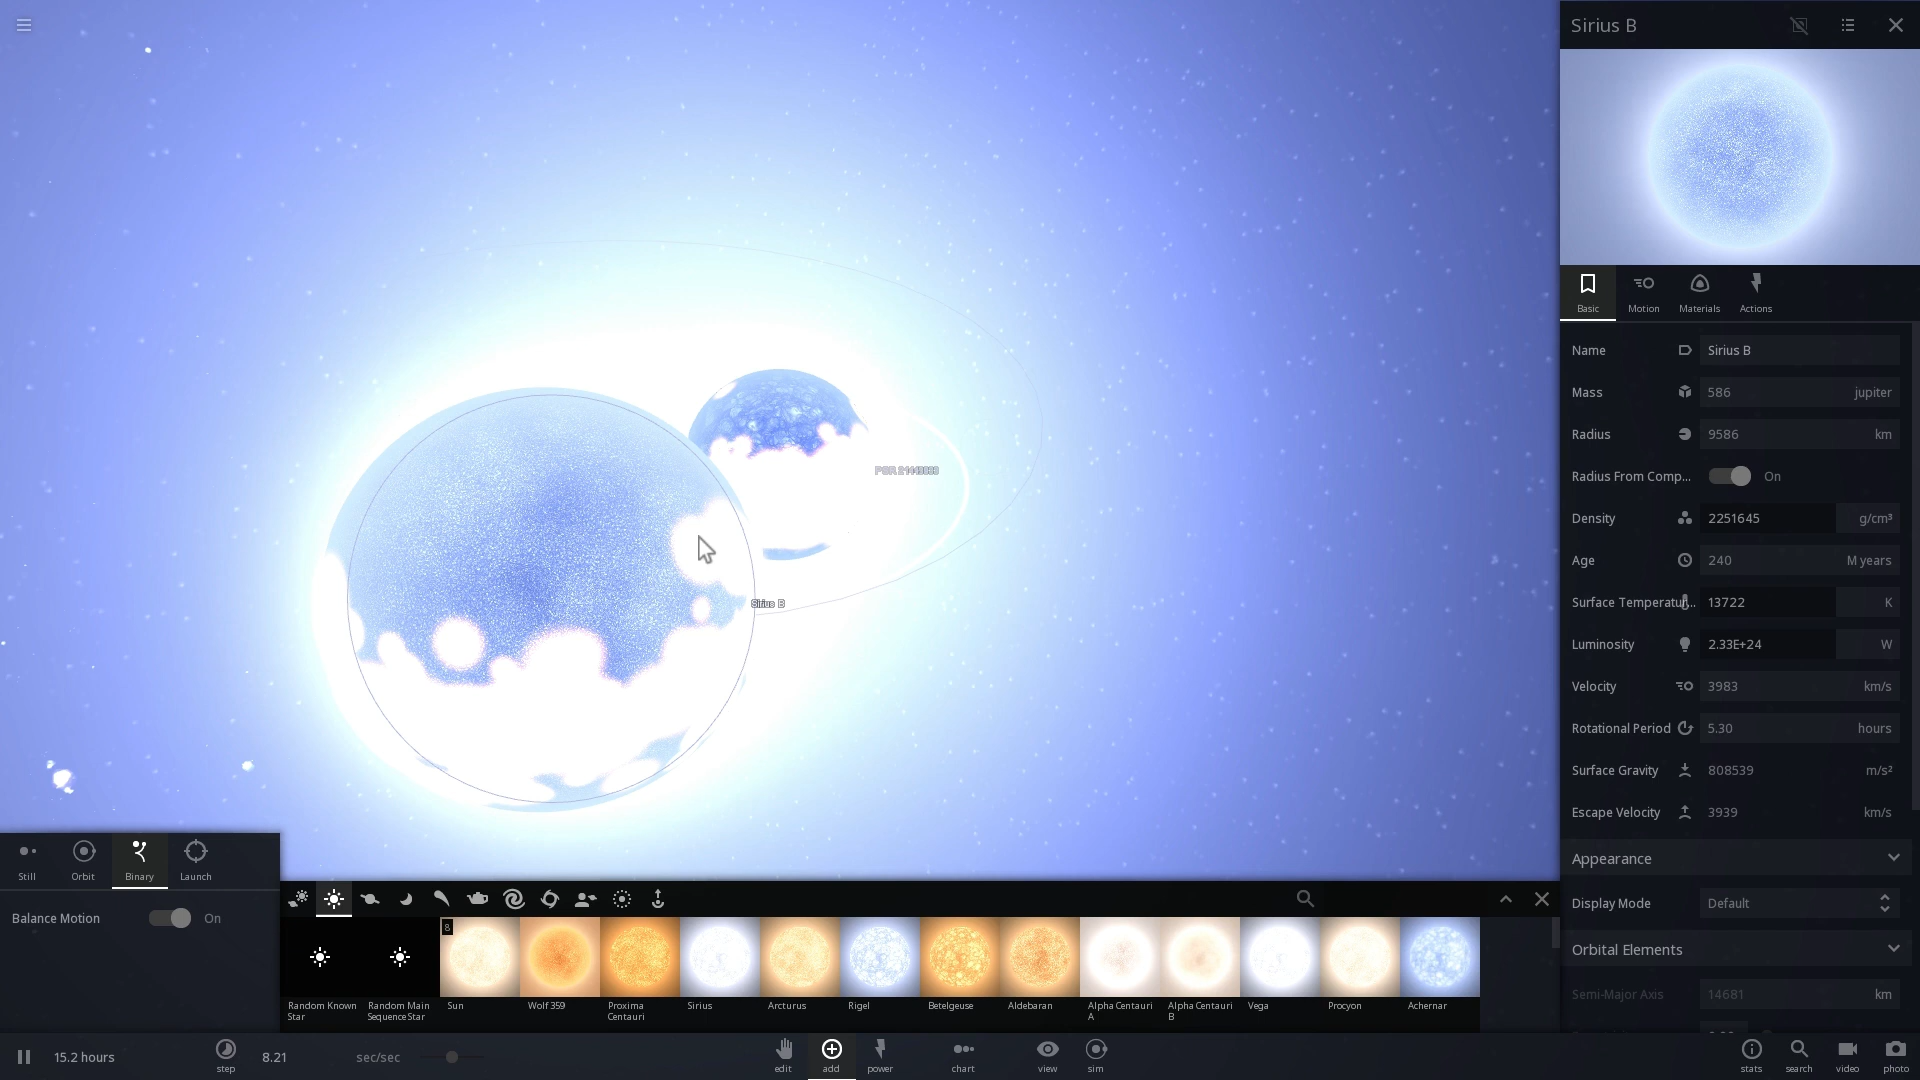 Sirius B
Basic
Motion
Materials
Actions
Name
Sirius B
Mass
586
jupiter
Radius
9586
km
Radius From Comp...
On
Density
2251645
g/cm³
Age
240
M years
Surface Temperatur...
13722
K
Luminosity
2.33E+24
W
Velocity
3983
km/s
Rotational Period
5.30
hours
Surface Gravity
808539
m/s²
Escape Velocity
3939
km/s
Appearance
Display Mode
Default
Orbital Elements
Semi-Major Axis
14681
km
Sirius B
Still
Orbit
Binary
Launch
Balance Motion
On
8
Random Known
Star
Random Main
Sequence Star
Sun
Wolf 359
Proxima
Centauri
Sirius
Arcturus
Rigel
Betelgeuse
Aldebaran
Alpha Centauri
A
Alpha Centauri
B
Vega
Procyon
Achernar
15.2 hours
step
8.21
sec/sec
edit
add
power
chart
view
sim
stats
search
video
photo